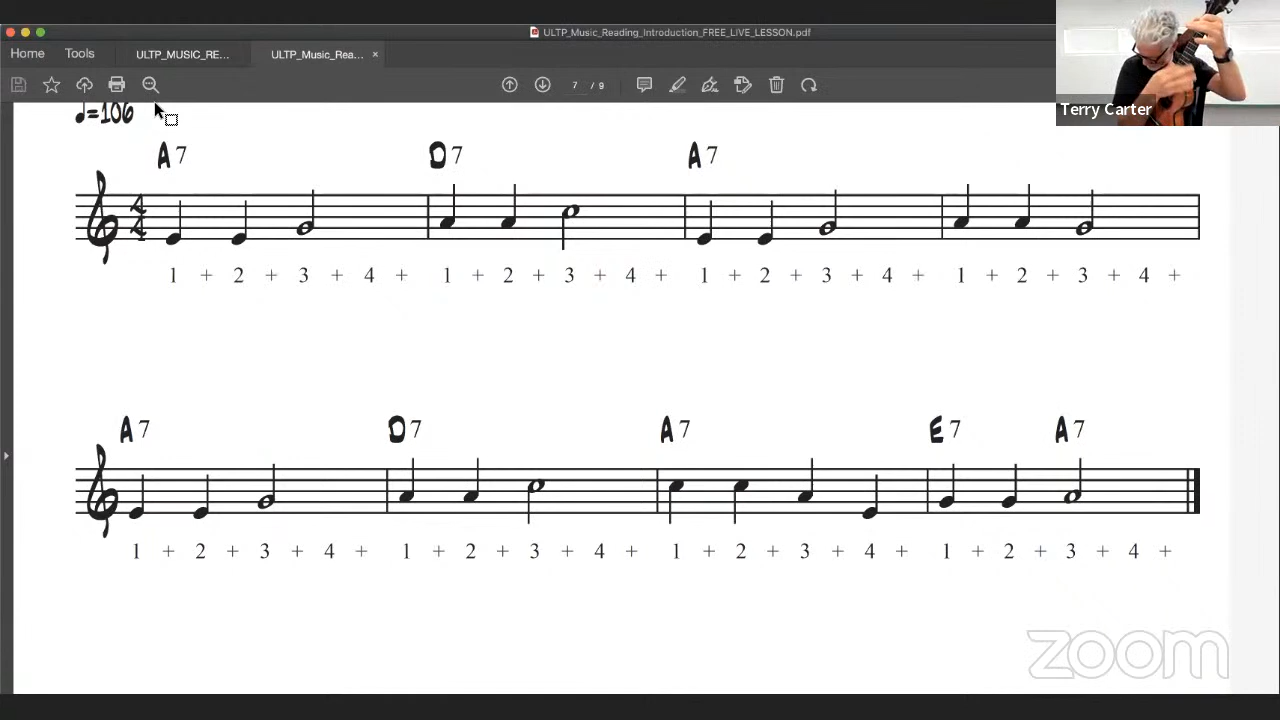 ULTP_Music_Reading_Introduction_FREE_LIVE_LESSON.pdf
Home Tools ULTP_MUSIC_RE... ULTP_Music_Rea... ×
7 / 9
Terry Carter
♩=106
A7 D7 A7
4
4
1 + 2 + 3 + 4 + 1 + 2 + 3 + 4 + 1 + 2 + 3 + 4 + 1 + 2 + 3 + 4 +
A7 D7 A7 E7 A7
1 + 2 + 3 + 4 + 1 + 2 + 3 + 4 + 1 + 2 + 3 + 4 + 1 + 2 + 3 + 4 +
zoom